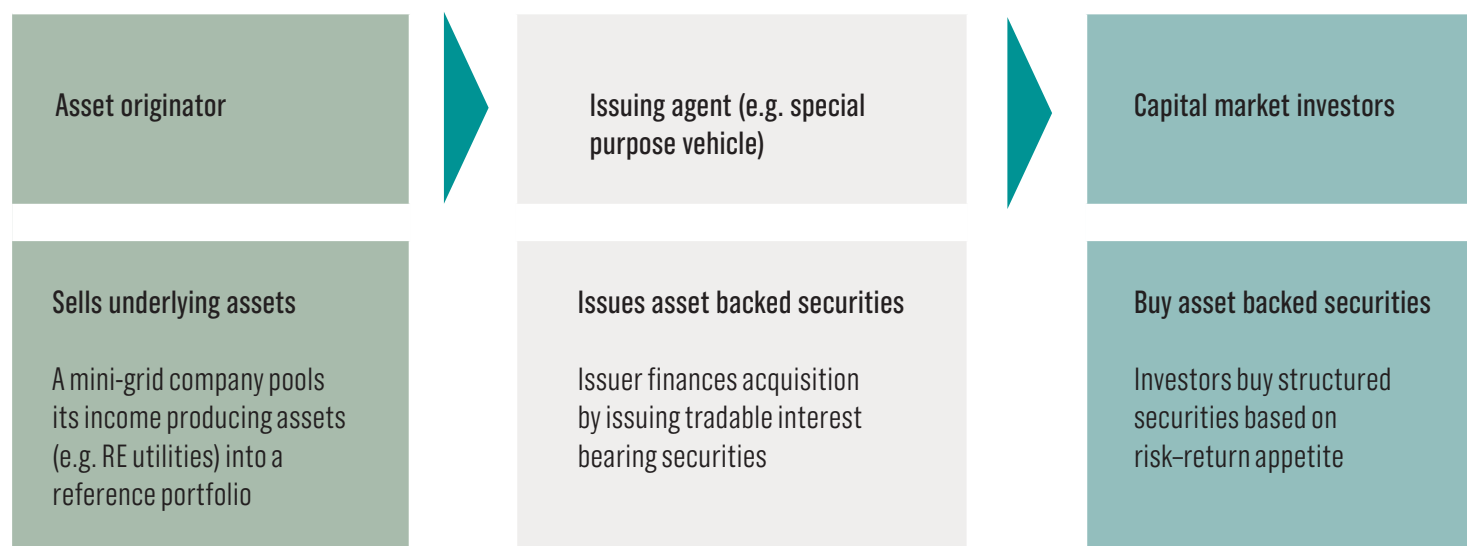 Asset originator
Issuing agent (e.g. special
purpose vehicle)
Capital market investors
Sells underlying assets
A mini-grid company pools
its income producing assets
(e.g. RE utilities) into a
reference portfolio
Issues asset backed securities
Issuer finances acquisition
by issuing tradable interest
bearing securities
Buy asset backed securities
Investors buy structured
securities based on
risk–return appetite